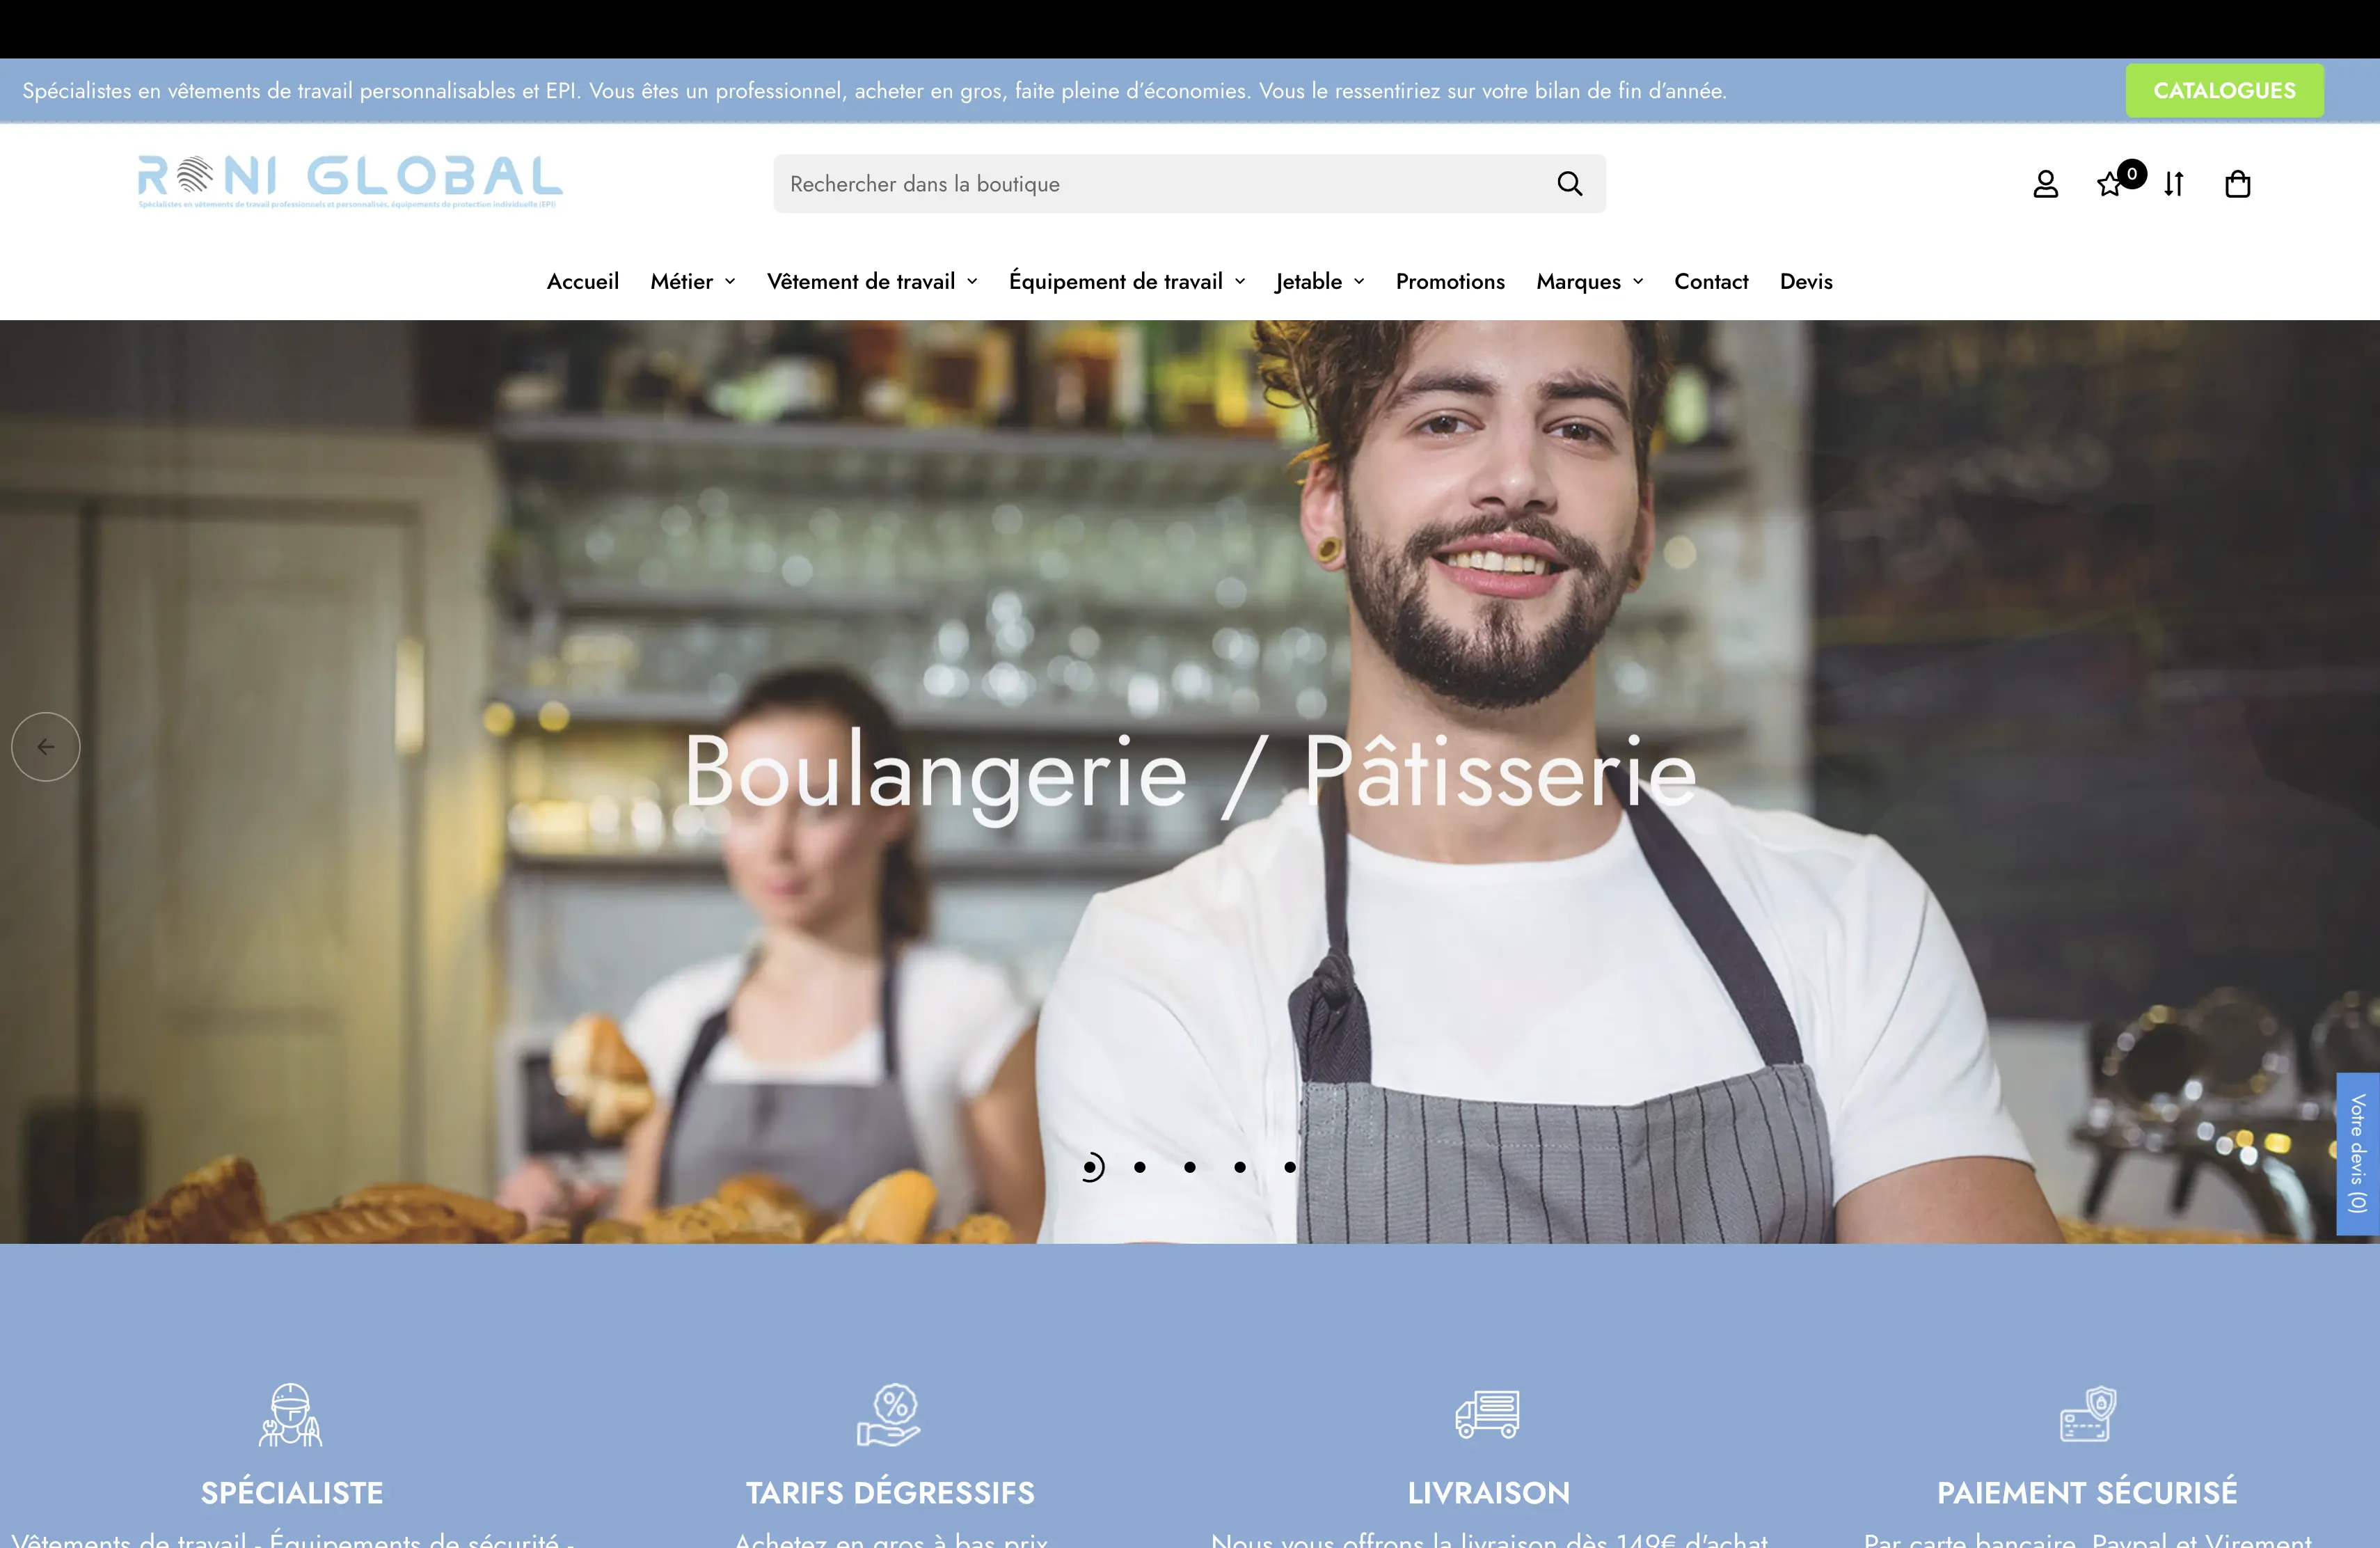 Spécialistes en vêtements de travail personnalisables et EPI. Vous êtes un professionnel, acheter en gros, faite pleine d’économies. Vous le ressentiriez sur votre bilan de fin d’année.
CATALOGUES
RONI GLOBAL
Spécialistes en vêtements de travail professionnels et personnalisés, équipements de protection individuelle (EPI)
Rechercher dans la boutique
0
Accueil Métier Vêtement de travail Équipement de travail Jetable Promotions Marques Contact Devis
Boulangerie / Pâtisserie
Votre devis (0)
SPÉCIALISTE
Vêtements de travail - Équipements de sécurité -
TARIFS DÉGRESSIFS
Achetez en gros à bas prix
LIVRAISON
Nous vous offrons la livraison dès 149€ d'achat
PAIEMENT SÉCURISÉ
Par carte bancaire, Paypal et Virement